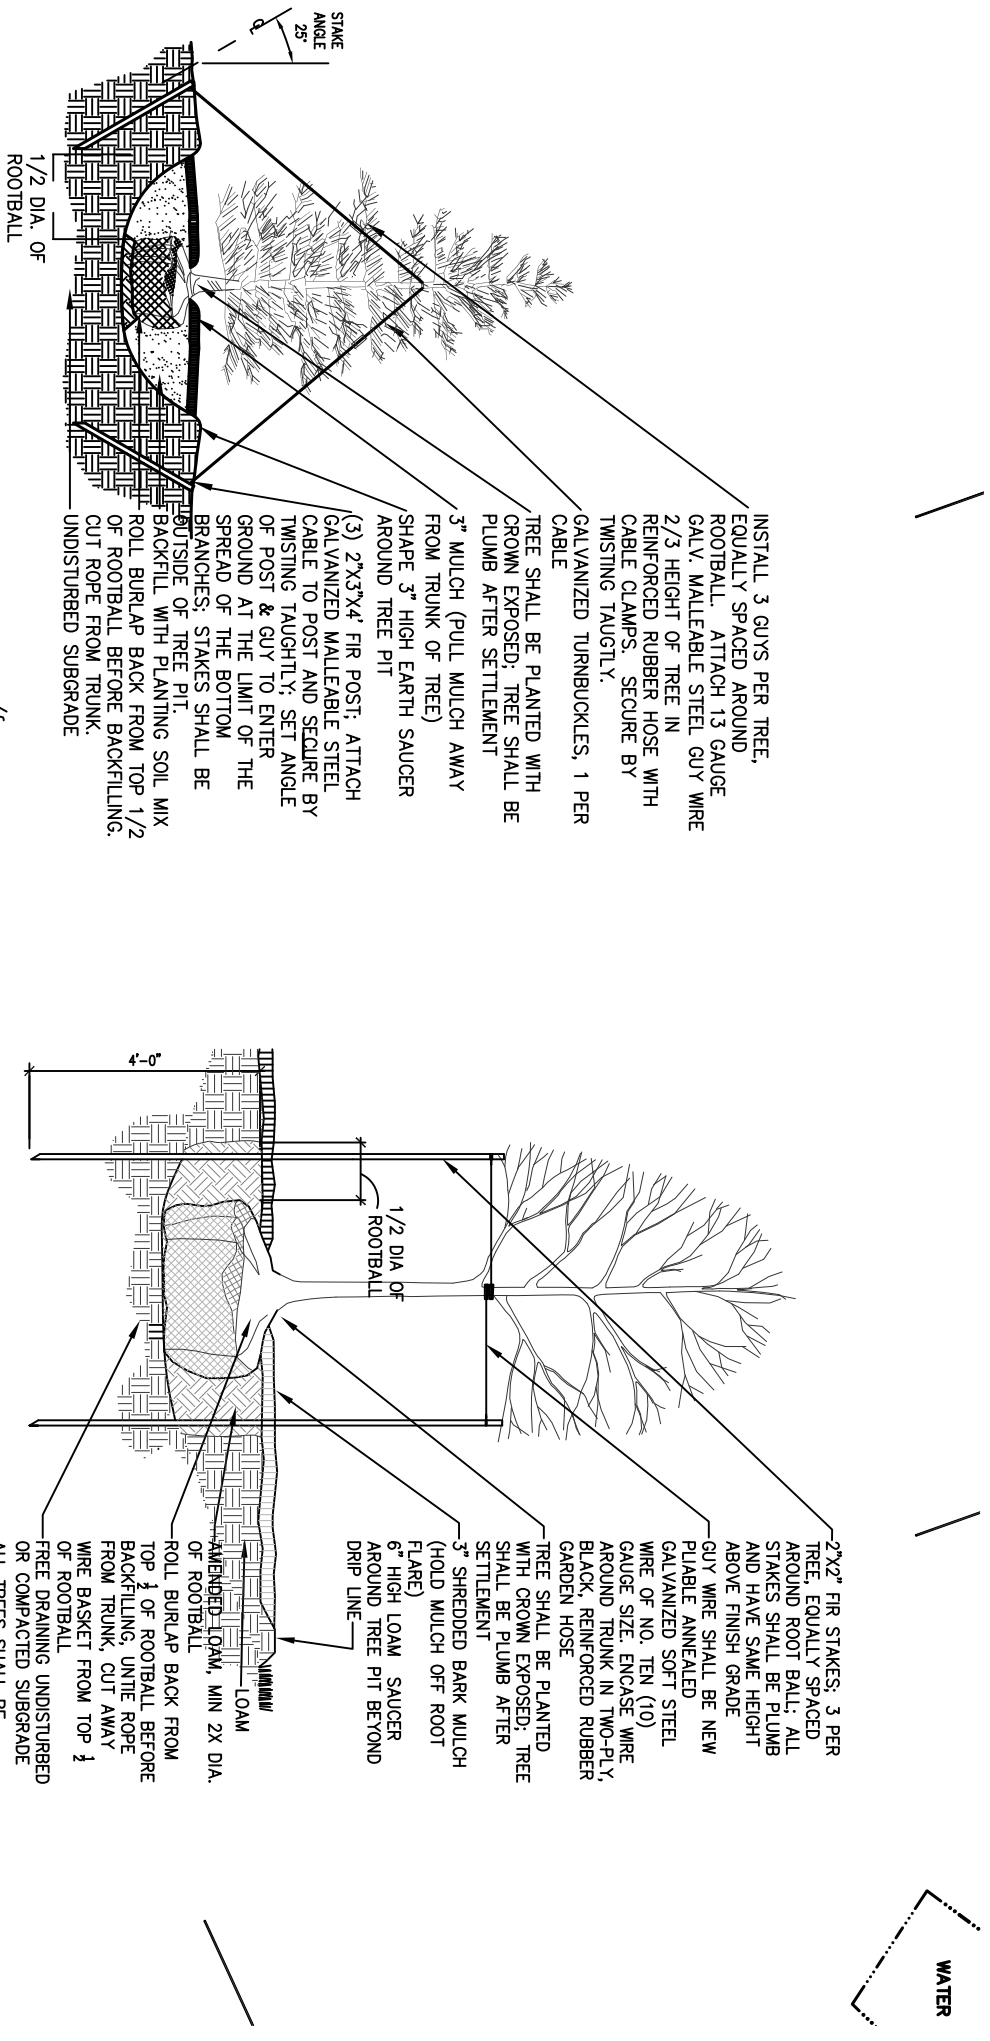 STAKE
ANGLE
25°
1/2 DIA. OF
ROOTBALL
INSTALL 3 GUYS PER TREE,
EQUALLY SPACED AROUND
ROOTBALL. ATTACH 13 GAUGE
GALV. MALLEABLE STEEL GUY WIRE
2/3 HEIGHT OF TREE IN
REINFORCED RUBBER HOSE WITH
CABLE CLAMPS. SECURE BY
TWISTING TAUGTLY.
GALVANIZED TURNBUCKLES, 1 PER
CABLE
TREE SHALL BE PLANTED WITH
CROWN EXPOSED; TREE SHALL BE
PLUMB AFTER SETTLEMENT
3" MULCH (PULL MULCH AWAY
FROM TRUNK OF TREE)
SHAPE 3" HIGH EARTH SAUCER
AROUND TREE PIT
(3) 2"X3"X4' FIR POST; ATTACH
GALVANIZED MALLEABLE STEEL
CABLE TO POST AND SECURE BY
TWISTING TAUGHTLY; SET ANGLE
OF POST & GUY TO ENTER
GROUND AT THE LIMIT OF THE
SPREAD OF THE BOTTOM
BRANCHES; STAKES SHALL BE
OUTSIDE OF TREE PIT.
BACKFILL WITH PLANTING SOIL MIX
ROLL BURLAP BACK FROM TOP 1/2
OF ROOTBALL BEFORE BACKFILLING.
CUT ROPE FROM TRUNK.
UNDISTURBED SUBGRADE
4'-0"
1/2 DIA OF
ROOTBALL
2"X2" FIR STAKES; 3 PER
TREE, EQUALLY SPACED
AROUND ROOT BALL; ALL
STAKES SHALL BE PLUMB
AND HAVE SAME HEIGHT
ABOVE FINISH GRADE
GUY WIRE SHALL BE NEW
PLIABLE ANNEALED
GALVANIZED SOFT STEEL
WIRE OF NO. TEN (10)
GAUGE SIZE. ENCASE WIRE
AROUND TRUNK IN TWO-PLY,
BLACK, REINFORCED RUBBER
GARDEN HOSE
TREE SHALL BE PLANTED
WITH CROWN EXPOSED; TREE
SHALL BE PLUMB AFTER
SETTLEMENT
3" SHREDDED BARK MULCH
(HOLD MULCH OFF ROOT
FLARE)
6" HIGH LOAM SAUCER
AROUND TREE PIT BEYOND
DRIP LINE
LOAM
AMENDED LOAM, MIN 2X DIA.
OF ROOTBALL
ROLL BURLAP BACK FROM
TOP ½ OF ROOTBALL BEFORE
BACKFILLING, UNTIE ROPE
FROM TRUNK, CUT AWAY
WIRE BASKET FROM TOP ½
OF ROOTBALL
FREE DRAINING UNDISTURBED
OR COMPACTED SUBGRADE
ALL TREES SHALL BE
WATER